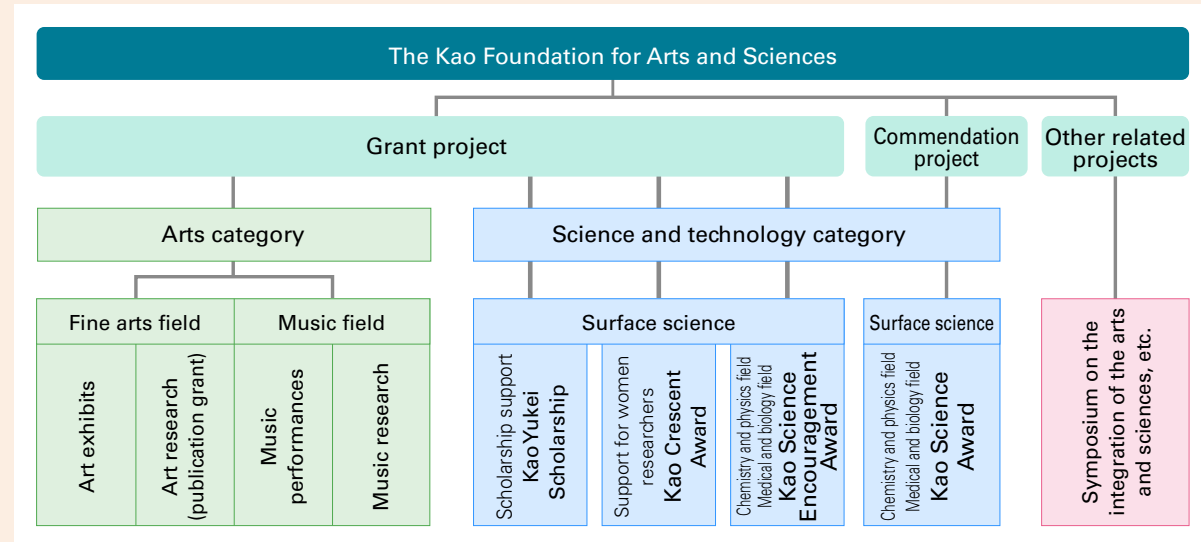 The Kao Foundation for Arts and Sciences
Grant project
Commendation
project
Other related
projects
Arts category
Science and technology category
Fine arts field
Music field
Surface science
Surface science
Art exhibits
Art research
(publication grant)
Music
performances
Music research
Scholarship support
Kao Yukei
Scholarship
Support for women
researchers
Kao Crescent
Award
Chemistry and physics field
Medical and biology field
Kao Science
Encouragement
Award
Chemistry and physics field
Medical and biology field
Kao Science
Award
Symposium on the
integration of the arts
and sciences, etc.